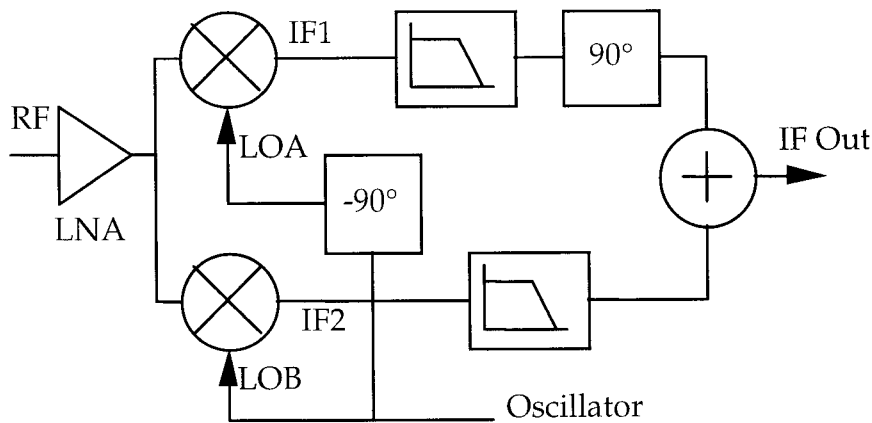 IF1
90°
RF
LOA
IF Out
-90°
+
LNA
IF2
LOB
Oscillator